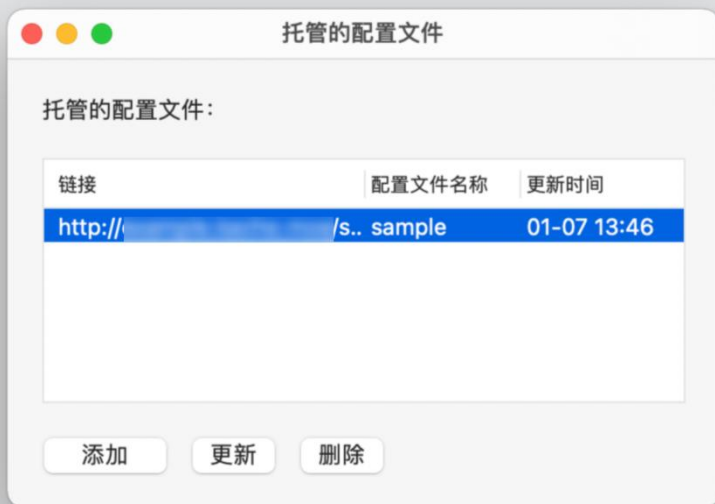 托管的配置文件
托管的配置文件：
链接 配置文件名称 更新时间
http:// /s.. sample 01-07 13:46
添加 更新 删除